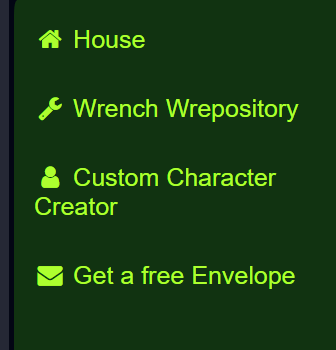 House
Wrench Wrepository
Custom Character
Creator
Get a free Envelope